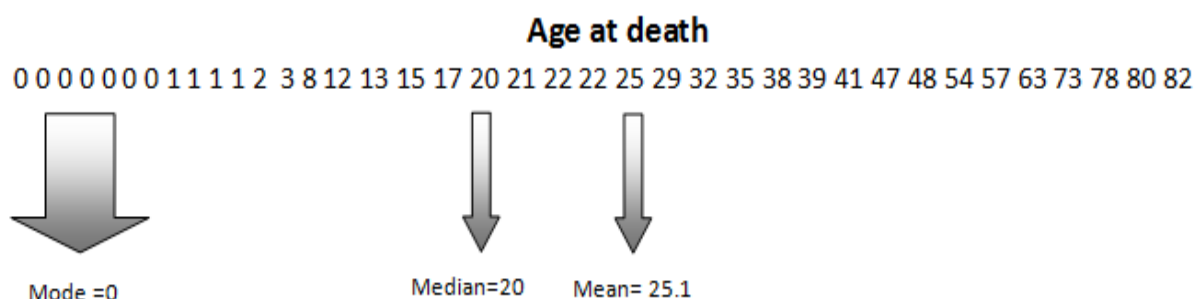 Age at death
0 0 0 0 0 0 0 1 1 1 1 2 3 8 12 13 15 17 20 21 22 22 25 29 32 35 38 39 41 47 48 54 57 63 73 78 80 82
Mode =0 Median=20 Mean= 25.1